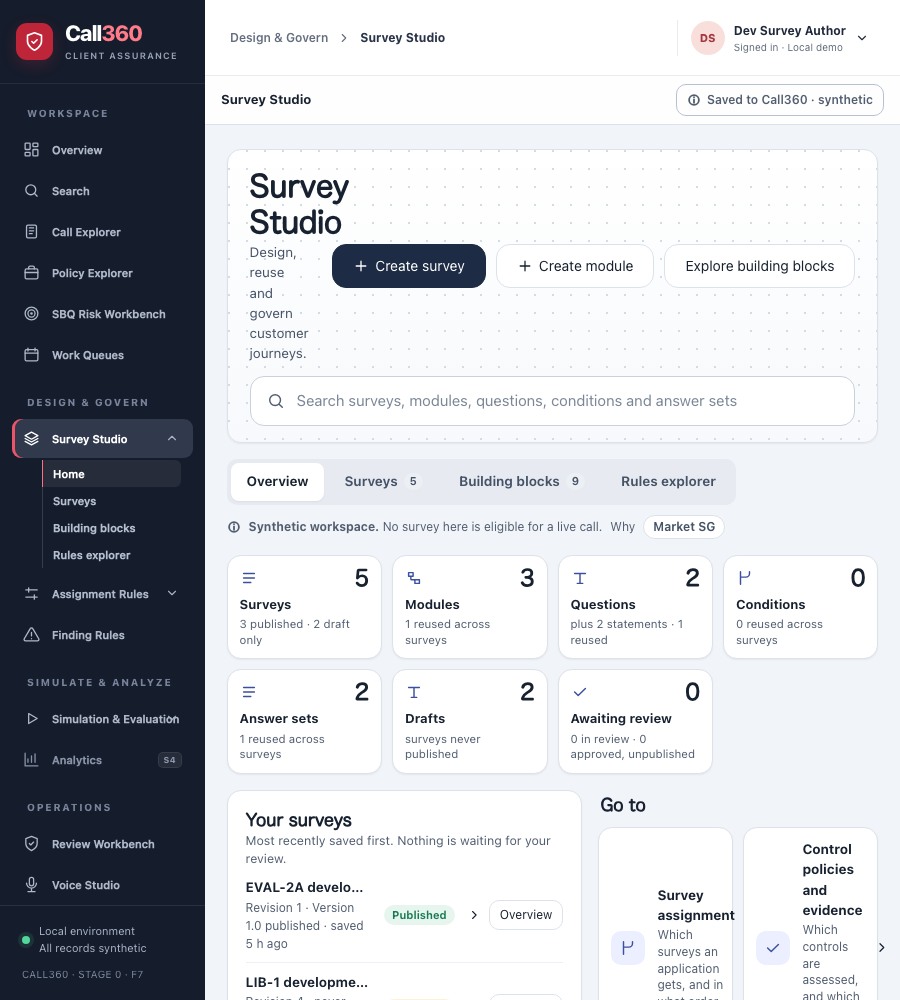 Call360
CLIENT ASSURANCE
WORKSPACE
Overview
Search
Call Explorer
Policy Explorer
SBQ Risk Workbench
Work Queues
DESIGN & GOVERN
Survey Studio
Home
Surveys
Building blocks
Rules explorer
Assignment Rules
Finding Rules
SIMULATE & ANALYZE
Simulation & Evaluation
Analytics S4
OPERATIONS
Review Workbench
Voice Studio
Local environment
All records synthetic
CALL360 · STAGE 0 · F7
Design & Govern > Survey Studio
DS
Dev Survey Author
Signed in · Local demo
Survey Studio
Saved to Call360 · synthetic
Survey
Studio
Design,
reuse
and
govern
customer
journeys.
+ Create survey
+ Create module
Explore building blocks
Search surveys, modules, questions, conditions and answer sets
Overview
Surveys 5
Building blocks 9
Rules explorer
Synthetic workspace. No survey here is eligible for a live call. Why Market SG
5
Surveys
3 published · 2 draft
only
3
Modules
1 reused across
surveys
2
Questions
plus 2 statements · 1
reused
0
Conditions
0 reused across
surveys
2
Answer sets
1 reused across
surveys
2
Drafts
surveys never
published
0
Awaiting review
0 in review · 0
approved, unpublished
Your surveys
Most recently saved first. Nothing is waiting for your
review.
EVAL-2A develo...
Revision 1 · Version
1.0 published · saved
5 h ago
Published
Overview
LIB-1 developme...
Go to
Survey
assignment
Which
surveys an
application
gets, and in
what order
Control
policies
and
evidence
Which
controls
are
assessed,
and which